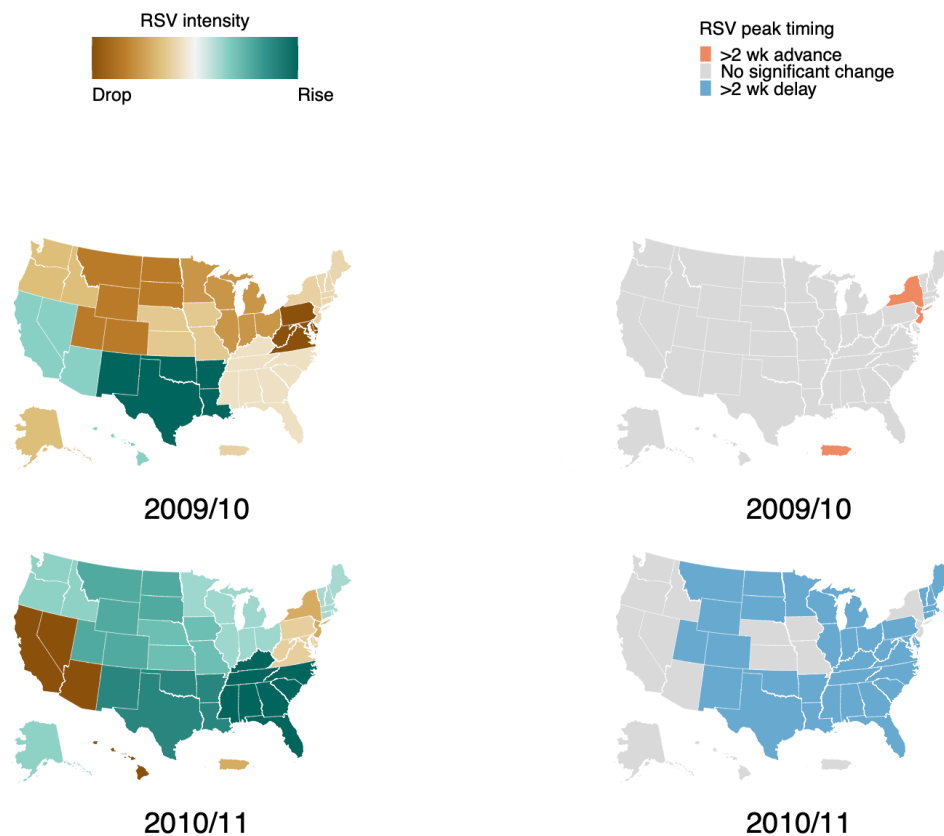 RSV intensity
Drop
Rise
RSV peak timing
>2 wk advance
No significant change
>2 wk delay
2009/10
2009/10
2010/11
2010/11